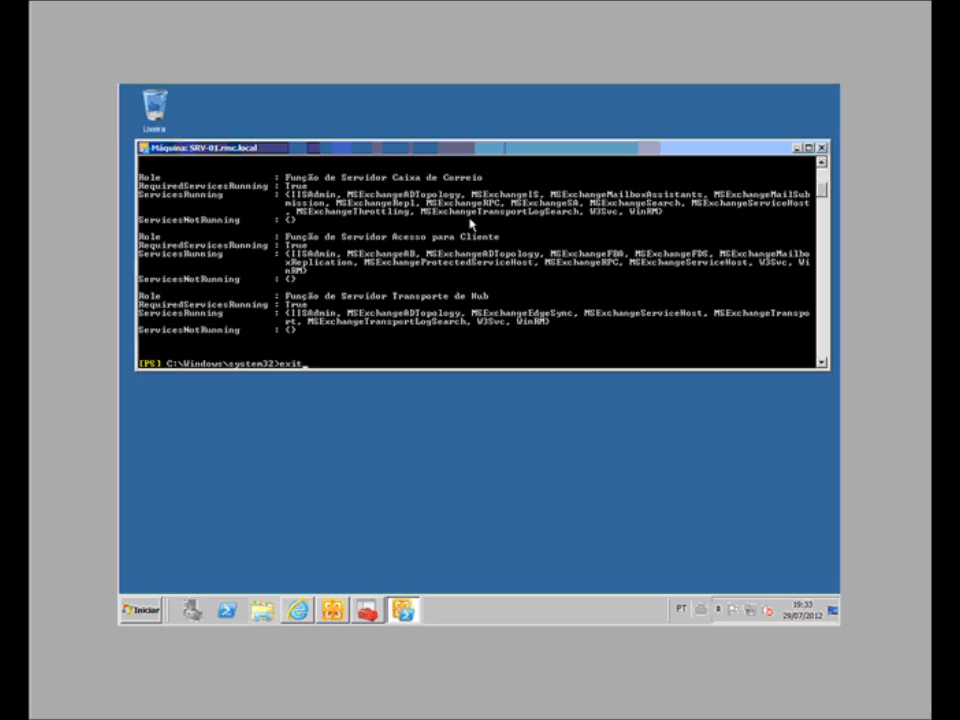 Lixeira
Máquina: SRV-01.rmc.local
Role : Função de Servidor Caixa de Correio
RequiredServicesRunning : True
ServicesRunning : {IISAdmin, MSExchangeADTopology, MSExchangeIS, MSExchangeMailboxAssistants, MSExchangeMailSub
mission, MSExchangeRepl, MSExchangeRPC, MSExchangeSA, MSExchangeSearch, MSExchangeServiceHost
, MSExchangeThrottling, MSExchangeTransportLogSearch, W3Svc, WinRM}
ServicesNotRunning : {}
Role : Função de Servidor Acesso para Cliente
RequiredServicesRunning : True
ServicesRunning : {IISAdmin, MSExchangeAB, MSExchangeADTopology, MSExchangeFBA, MSExchangeFDS, MSExchangeMailbo
xReplication, MSExchangeProtectedServiceHost, MSExchangeRPC, MSExchangeServiceHost, W3Svc, Wi
nRM}
ServicesNotRunning : {}
Role : Função de Servidor Transporte de Hub
RequiredServicesRunning : True
ServicesRunning : {IISAdmin, MSExchangeADTopology, MSExchangeEdgeSync, MSExchangeServiceHost, MSExchangeTranspo
rt, MSExchangeTransportLogSearch, W3Svc, WinRM}
ServicesNotRunning : {}
[PS] C:\Windows\system32>exit_
Iniciar
PT
19:33
29/07/2012